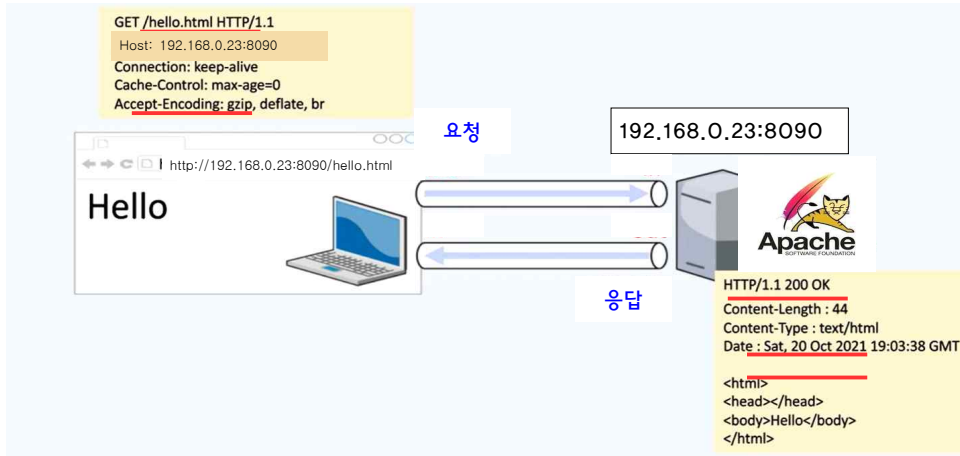 GET /hello.html HTTP/1.1
Host: 192.168.0.23:8090
Connection: keep-alive
Cache-Control: max-age=0
Accept-Encoding: gzip, deflate, br
요청
192.168.0.23:8090
http://192.168.0.23:8090/hello.html
Hello
Apache
SOFTWARE FOUNDATION
응답
HTTP/1.1 200 OK
Content-Length : 44
Content-Type : text/html
Date : Sat, 20 Oct 2021 19:03:38 GMT
<html>
<head></head>
<body>Hello</body>
</html>